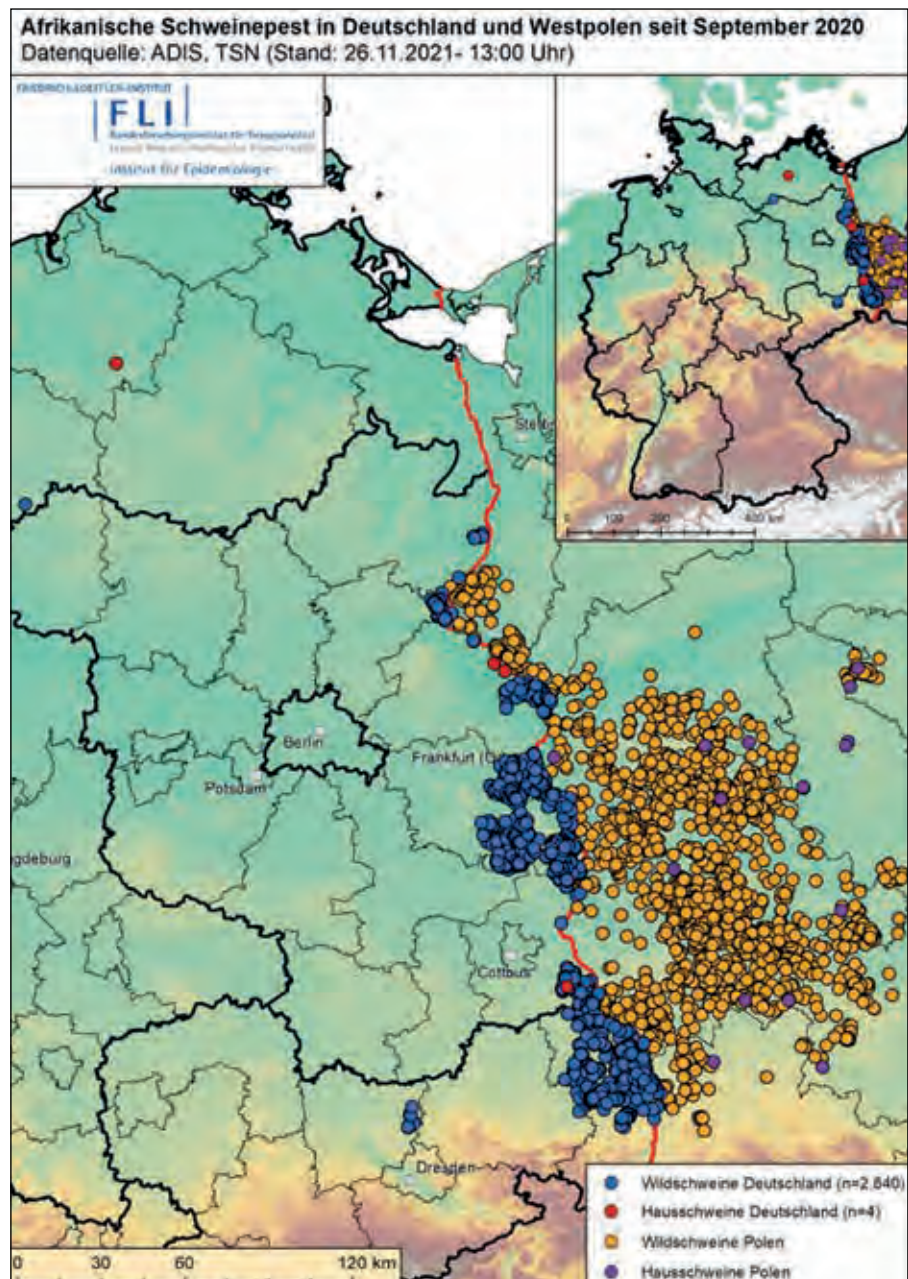 Afrikanische Schweinepest in Deutschland und Westpolen seit September 2020
Datenquelle: ADIS, TSN (Stand: 26.11.2021- 13:00 Uhr)
FLI
Institut für Epidemiologie
0 100 200 400 km
Berlin
Potsdam
Frankfurt (O
gdeburg
Cottbus
Dresden
Wildschweine Deutschland (n=2.640)
Hausschweine Deutschland (n=4)
Wildschweine Polen
Hausschweine Polen
0 30 60 120 km